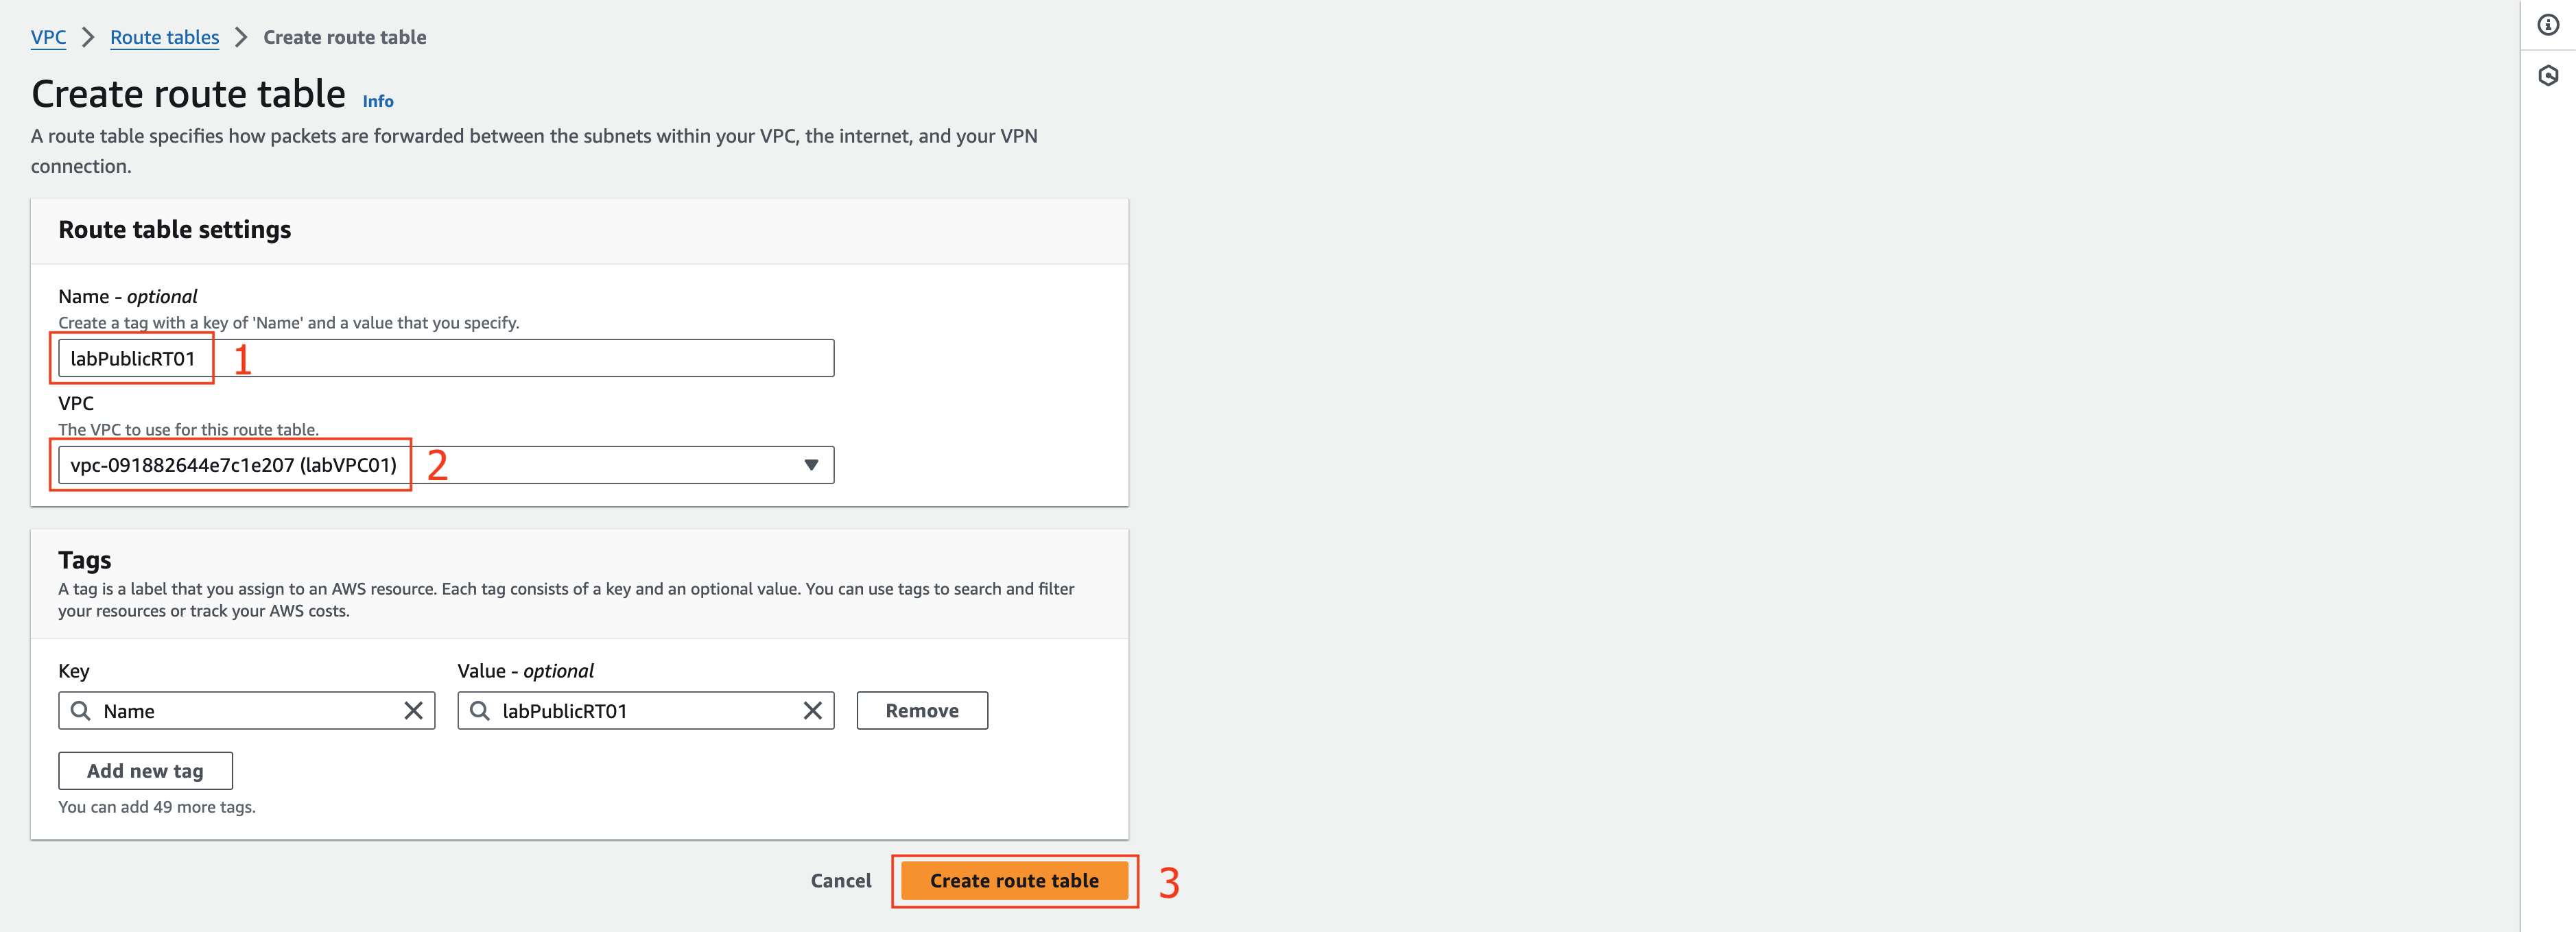 VPC > Route tables > Create route table
Create route table Info
A route table specifies how packets are forwarded between the subnets within your VPC, the internet, and your VPN
connection.
Route table settings
Name - optional
Create a tag with a key of 'Name' and a value that you specify.
labPublicRT01 1
VPC
The VPC to use for this route table.
vpc-091882644e7c1e207 (labVPC01) 2
Tags
A tag is a label that you assign to an AWS resource. Each tag consists of a key and an optional value. You can use tags to search and filter
your resources or track your AWS costs.
Key Value - optional
Name labPublicRT01 Remove
Add new tag
You can add 49 more tags.
Cancel Create route table 3